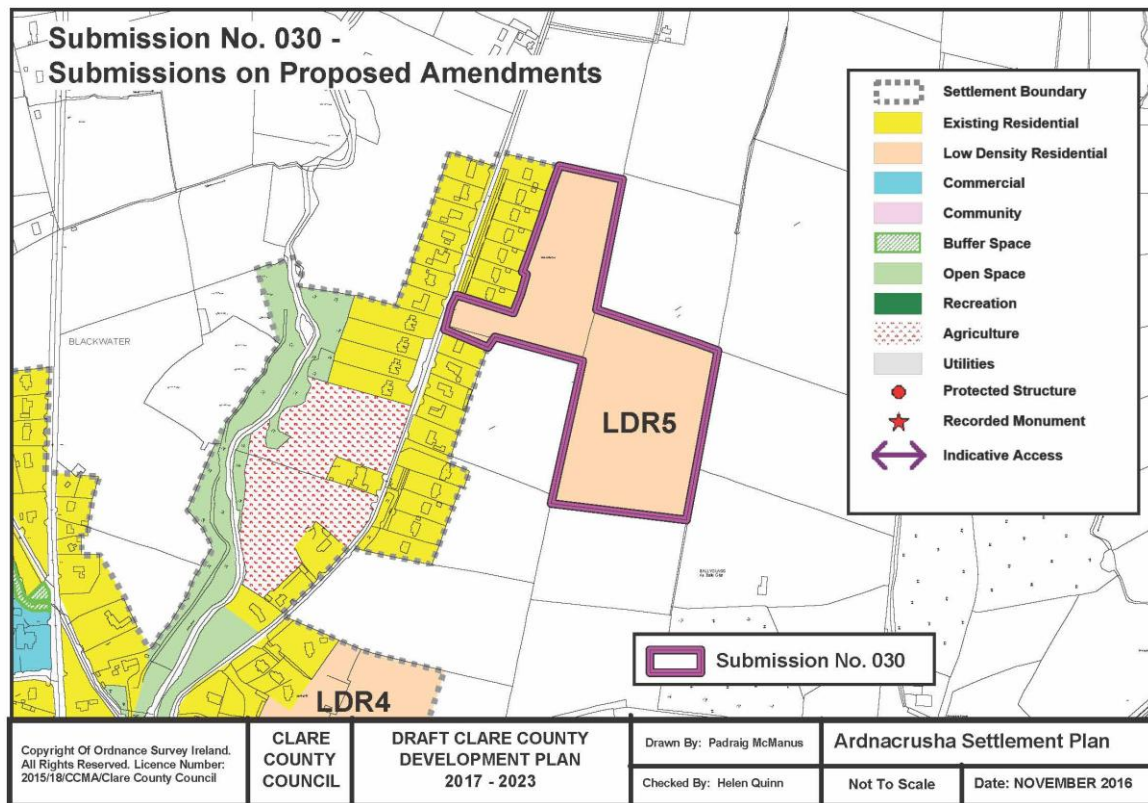 Submission No. 030 -
Submissions on Proposed Amendments
Settlement Boundary
Existing Residential
Low Density Residential
Commercial
Community
Buffer Space
Open Space
Recreation
Agriculture
Utilities
Protected Structure
Recorded Monument
Indicative Access
BLACKWATER
LDR5
LDR4
Submission No. 030
Copyright Of Ordnance Survey Ireland.
All Rights Reserved. Licence Number:
2015/18/CCMA/Clare County Council
CLARE
COUNTY
COUNCIL
DRAFT CLARE COUNTY
DEVELOPMENT PLAN
2017 - 2023
Drawn By: Padraig McManus
Checked By: Helen Quinn
Ardnacrusha Settlement Plan
Not To Scale
Date: NOVEMBER 2016